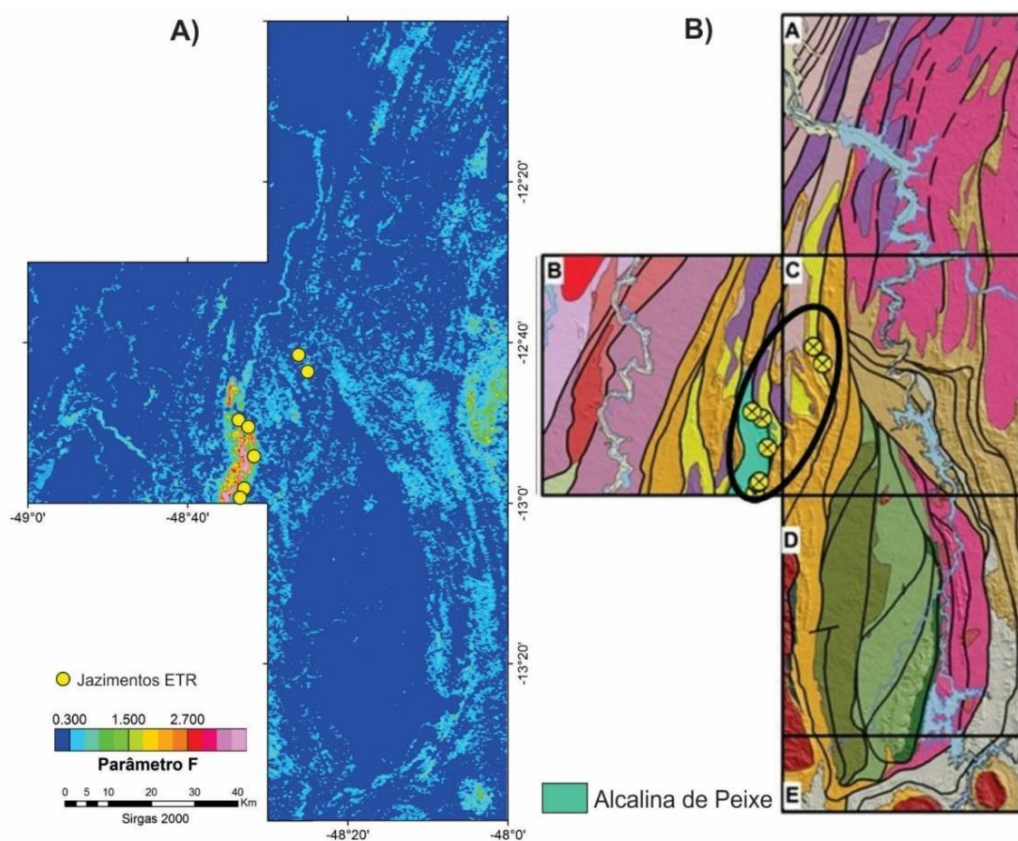 A)
-12°20'
-12°40'
-49°0'
-48°40'
-13°0'
-13°20'
-48°20'
-48°0'
Jazimentos ETR
0.300 1.500 2.700
Parâmetro F
0 5 10 20 30 40
Km
Sirgas 2000
B)
A
B
C
D
E
Alcalina de Peixe